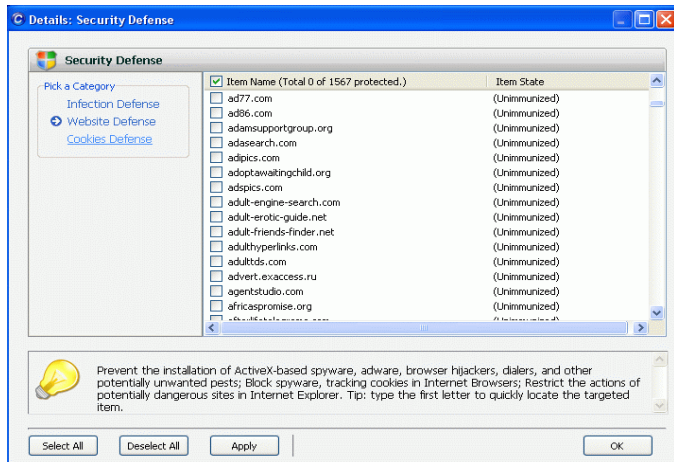 Details: Security Defense
Security Defense
Pick a Category
Infection Defense
Website Defense
Cookies Defense
Item Name (Total 0 of 1567 protected.) Item State
ad77.com (Unimmunized)
ad86.com (Unimmunized)
adamsupportgroup.org (Unimmunized)
adasearch.com (Unimmunized)
adipics.com (Unimmunized)
adoptawaitingchild.org (Unimmunized)
adspics.com (Unimmunized)
adult-engine-search.com (Unimmunized)
adult-erotic-guide.net (Unimmunized)
adult-friends-finder.net (Unimmunized)
adulthyperlinks.com (Unimmunized)
adulttds.com (Unimmunized)
advert.exaccess.ru (Unimmunized)
agentstudio.com (Unimmunized)
africaspromise.org (Unimmunized)
Prevent the installation of ActiveX-based spyware, adware, browser hijackers, dialers, and other
potentially unwanted pests; Block spyware, tracking cookies in Internet Browsers; Restrict the actions of
potentially dangerous sites in Internet Explorer. Tip: type the first letter to quickly locate the targeted
item.
Select All Deselect All Apply OK